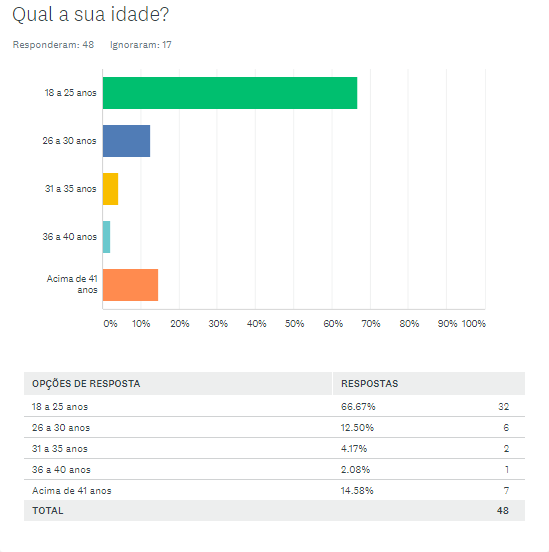 Qual a sua idade?
Responderam: 48 Ignoraram: 17
18 a 25 anos
26 a 30 anos
31 a 35 anos
36 a 40 anos
Acima de 41
anos
0% 10% 20% 30% 40% 50% 60% 70% 80% 90% 100%
OPÇÕES DE RESPOSTA RESPOSTAS
18 a 25 anos 66.67% 32
26 a 30 anos 12.50% 6
31 a 35 anos 4.17% 2
36 a 40 anos 2.08% 1
Acima de 41 anos 14.58% 7
TOTAL 48